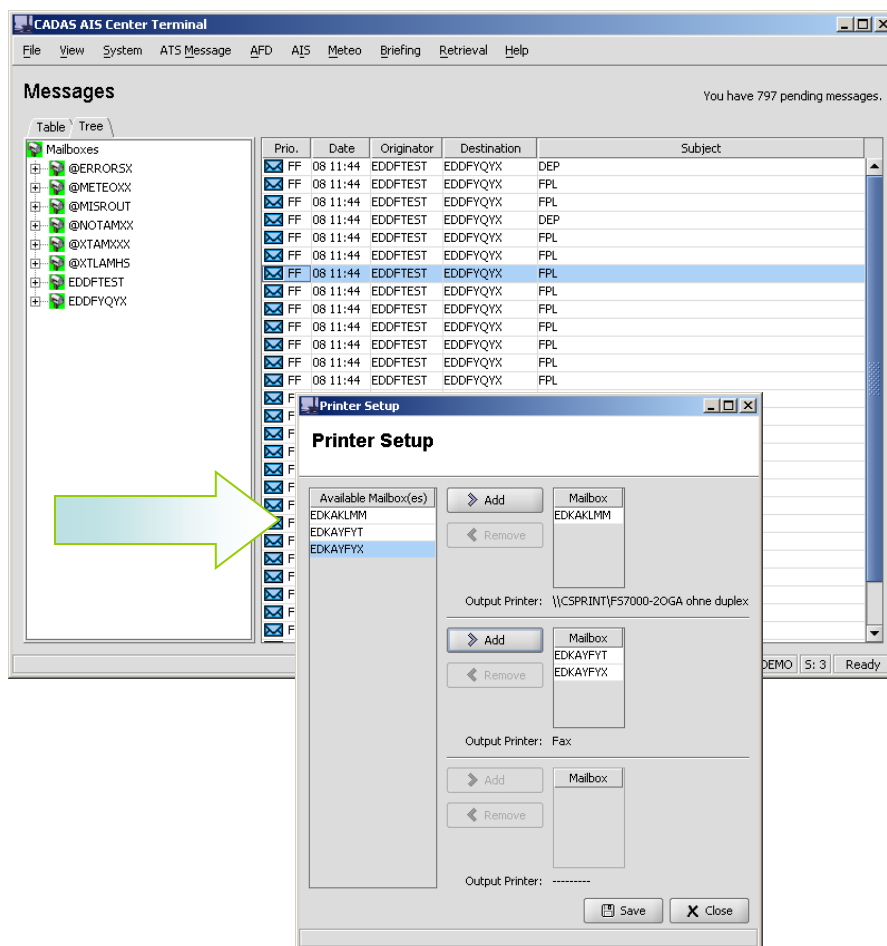 CADAS AIS Center Terminal
File View System ATS Message AFD AIS Meteo Briefing Retrieval Help
Messages
You have 797 pending messages.
Table Tree
Mailboxes
@ERRORSX
@METEOXX
@MISROUT
@NOTAMXX
@XTAMXXX
@XTLAMHS
EDDFTEST
EDDFYQYX
Prio. Date Originator Destination Subject
FF 08 11:44 EDDFTEST EDDFYQYX DEP
FF 08 11:44 EDDFTEST EDDFYQYX FPL
FF 08 11:44 EDDFTEST EDDFYQYX FPL
FF 08 11:44 EDDFTEST EDDFYQYX DEP
FF 08 11:44 EDDFTEST EDDFYQYX FPL
FF 08 11:44 EDDFTEST EDDFYQYX FPL
FF 08 11:44 EDDFTEST EDDFYQYX FPL
FF 08 11:44 EDDFTEST EDDFYQYX FPL
FF 08 11:44 EDDFTEST EDDFYQYX FPL
FF 08 11:44 EDDFTEST EDDFYQYX FPL
FF 08 11:44 EDDFTEST EDDFYQYX FPL
FF 08 11:44 EDDFTEST EDDFYQYX FPL
FF 08 11:44 EDDFTEST EDDFYQYX FPL
DEMO S: 3 Ready
Printer Setup
Printer Setup
Available Mailbox(es)
EDKAKLMM
EDKAYFYT
EDKAYFYX
Add
Remove
Mailbox
EDKAKLMM
Output Printer: \\CSPRINT\FS7000-2OGA ohne duplex
Add
Remove
Mailbox
EDKAYFYT
EDKAYFYX
Output Printer: Fax
Add
Remove
Mailbox
Output Printer: ---------
Save Close